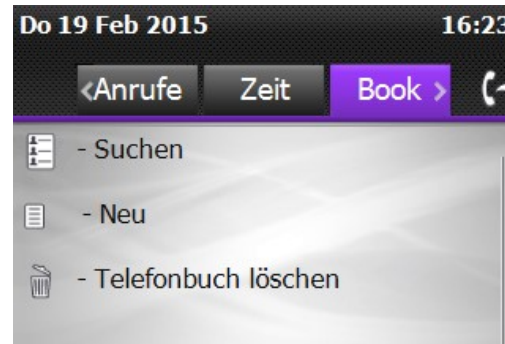 Do 19 Feb 2015 16:23
‹Anrufe Zeit Book ›
- Suchen
- Neu
- Telefonbuch löschen